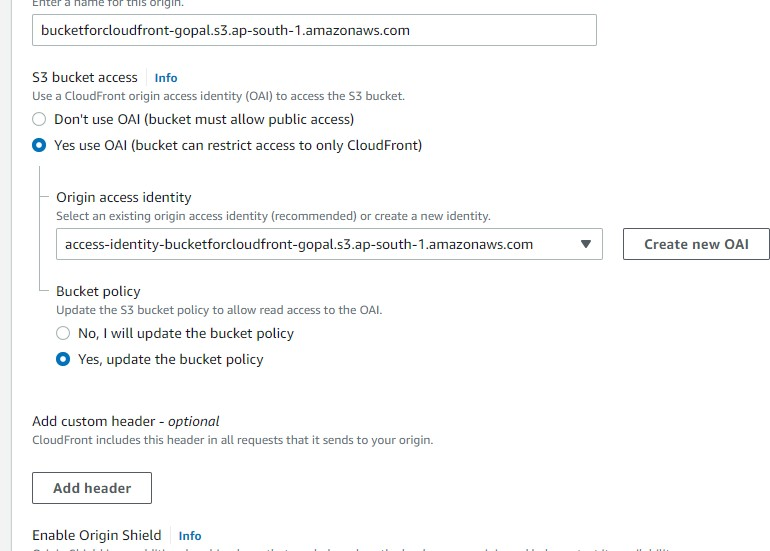 Enter a name for this origin.
bucketforcloudfront-gopal.s3.ap-south-1.amazonaws.com
S3 bucket access Info
Use a CloudFront origin access identity (OAI) to access the S3 bucket.
Don't use OAI (bucket must allow public access)
Yes use OAI (bucket can restrict access to only CloudFront)
Origin access identity
Select an existing origin access identity (recommended) or create a new identity.
access-identity-bucketforcloudfront-gopal.s3.ap-south-1.amazonaws.com Create new OAI
Bucket policy
Update the S3 bucket policy to allow read access to the OAI.
No, I will update the bucket policy
Yes, update the bucket policy
Add custom header - optional
CloudFront includes this header in all requests that it sends to your origin.
Add header
Enable Origin Shield Info